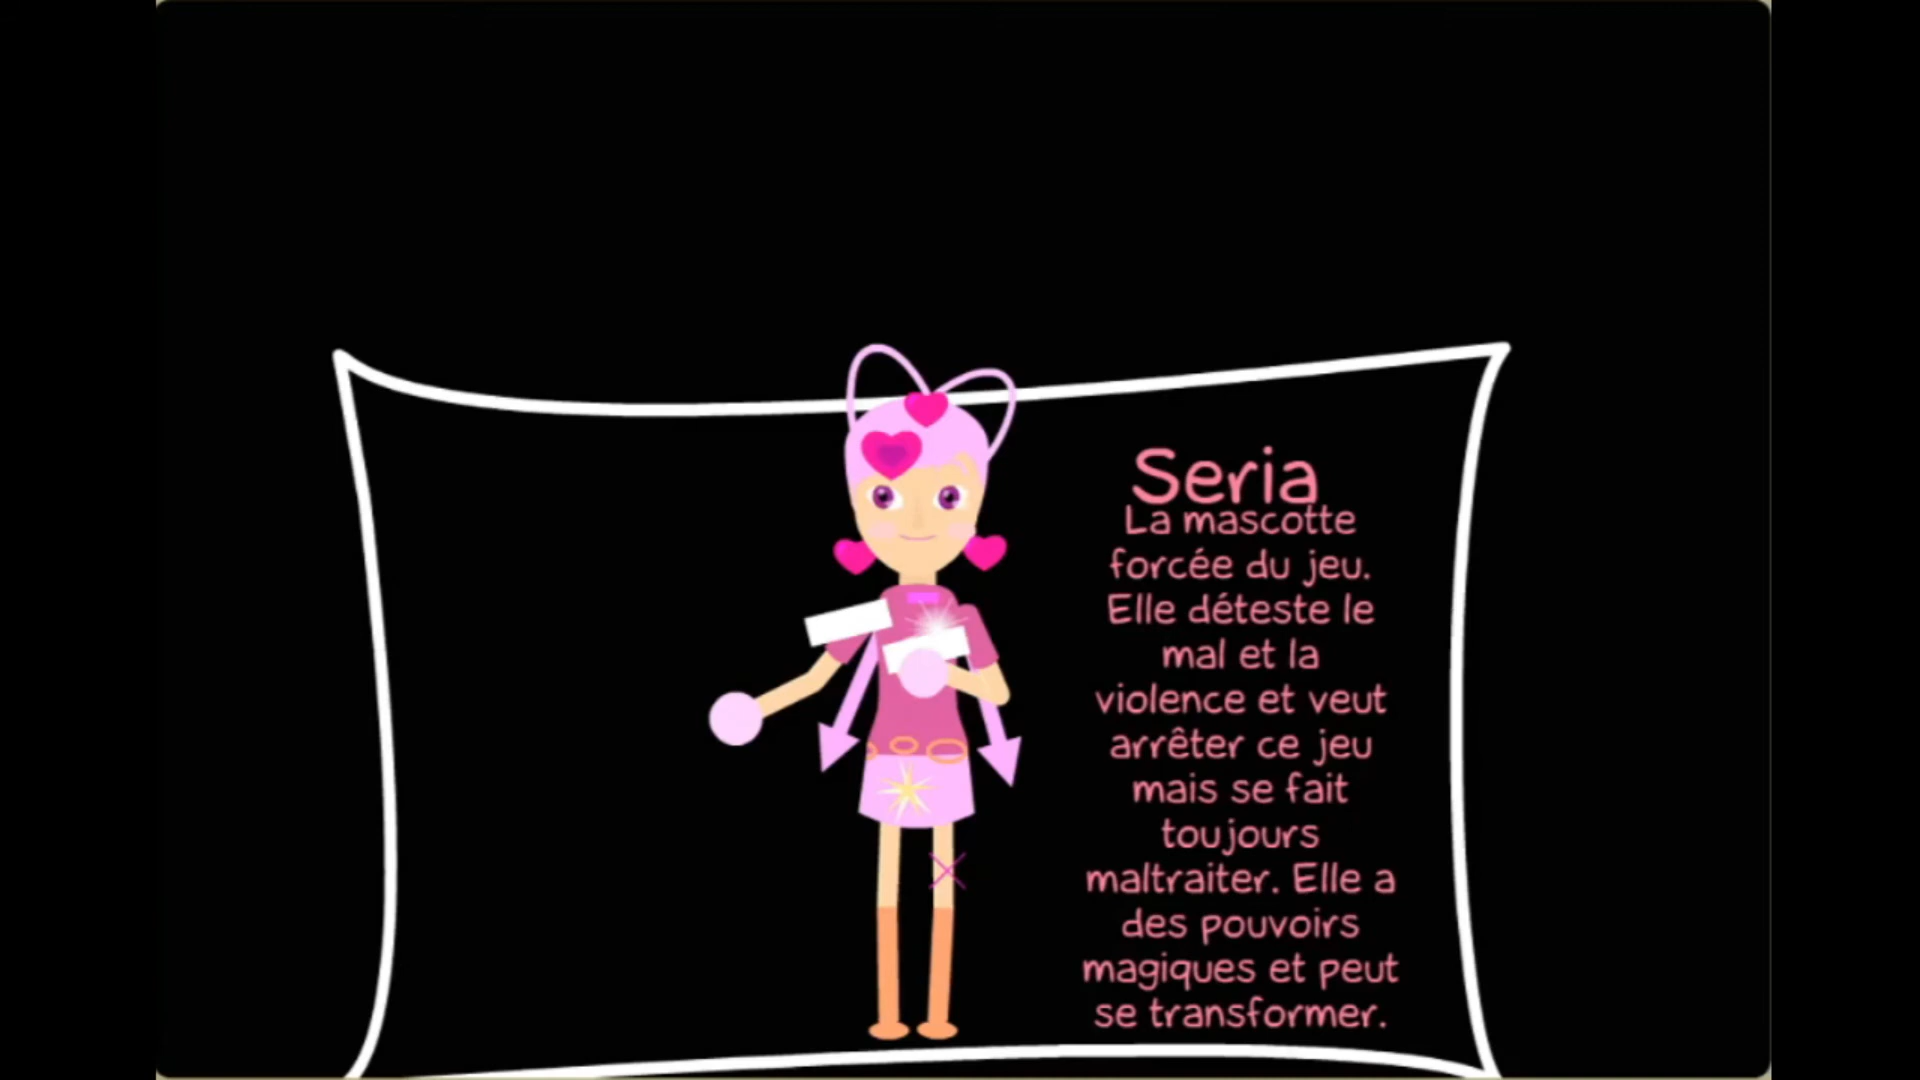 Seria
La mascotte
forcée du jeu.
Elle déteste le
mal et la
violence et veut
arrêter ce jeu
mais se fait
toujours
maltraiter. Elle a
des pouvoirs
magiques et peut
se transformer.